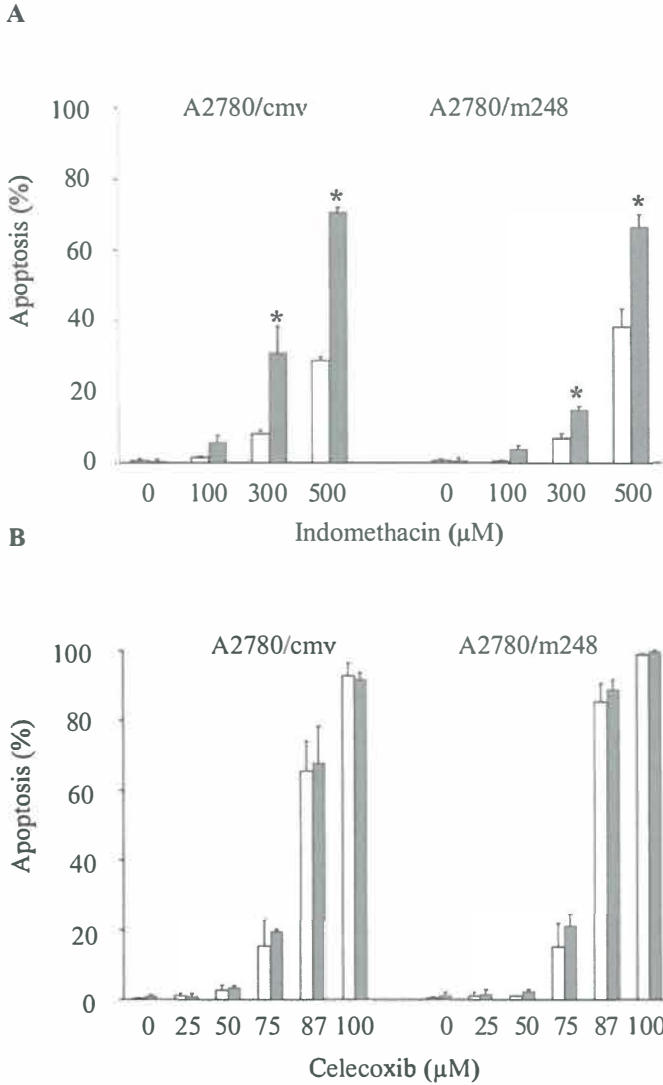 A
A2780/cmv A2780/m248
100
80
60
40
20
0
Apoptosis (%)
* * * *
0 100 300 500 0 100 300 500
Indomethacin (μM)
B
A2780/cmv A2780/m248
100
80
60
40
20
0
Apoptosis (%)
0 25 50 75 87 100 0 25 50 75 87 100
Celecoxib (μM)